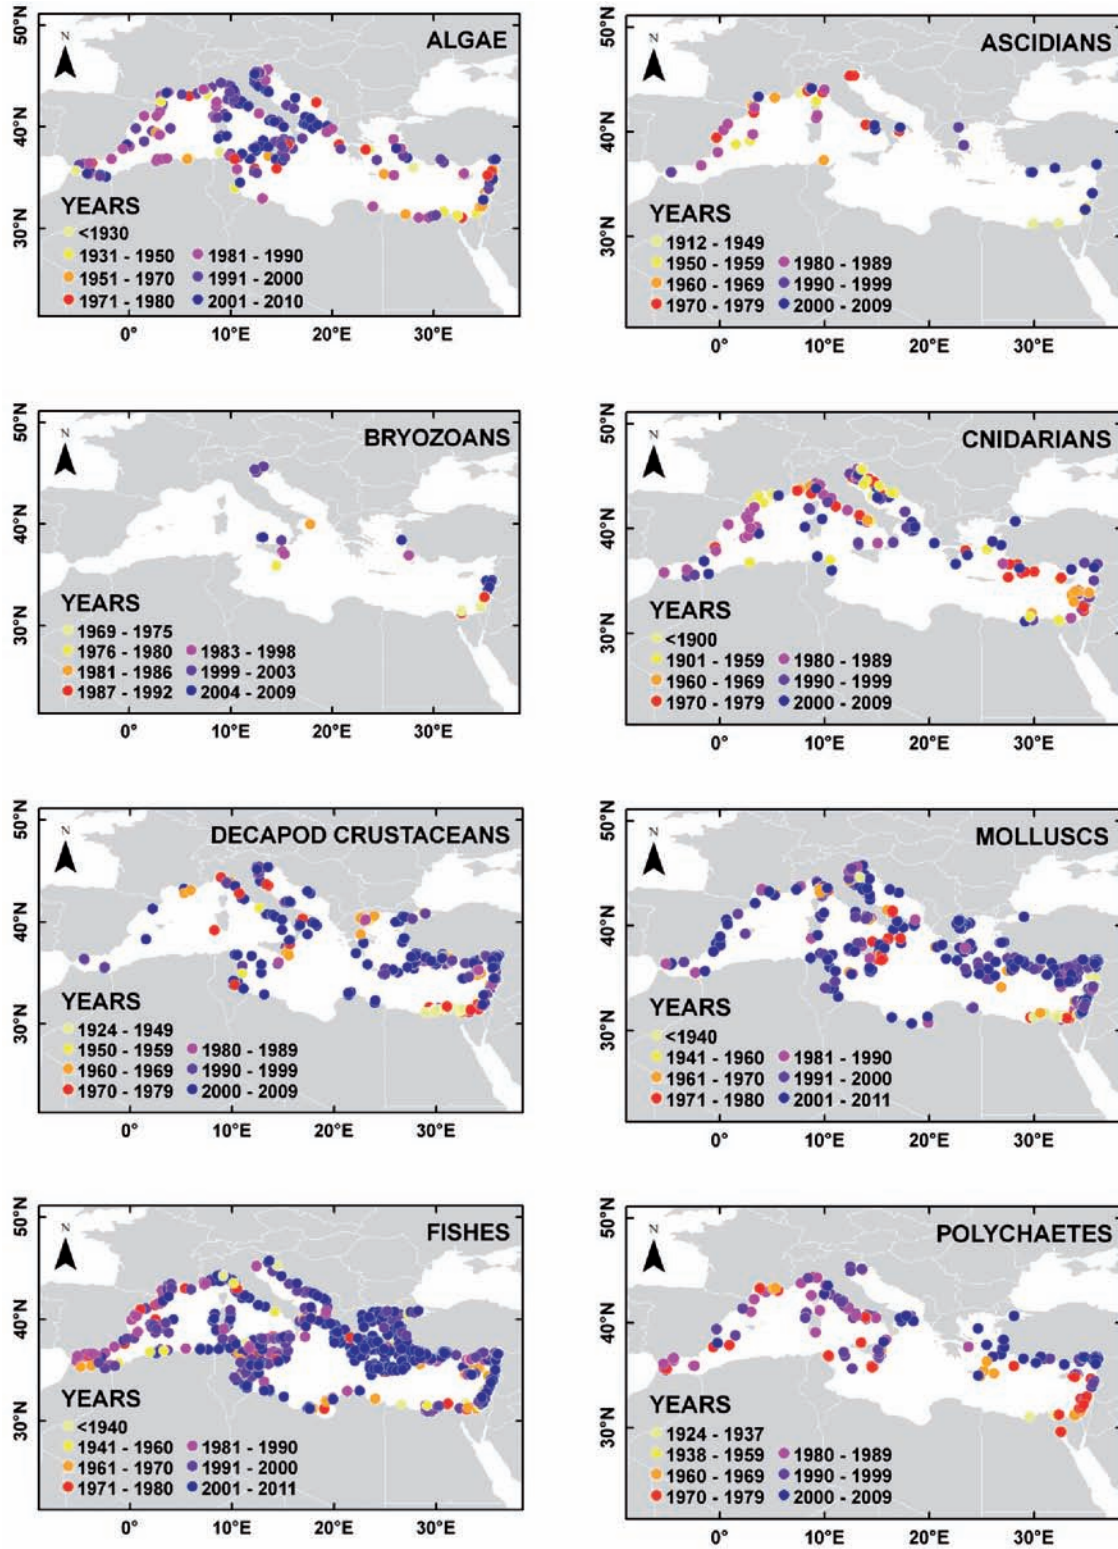 50°N
N
ALGAE
40°N
30°N
YEARS
<1930
1931 - 1950
1951 - 1970
1971 - 1980
1981 - 1990
1991 - 2000
2001 - 2010
0° 10°E 20°E 30°E
50°N
N
ASCIDIANS
40°N
30°N
YEARS
1912 - 1949
1950 - 1959
1960 - 1969
1970 - 1979
1980 - 1989
1990 - 1999
2000 - 2009
0° 10°E 20°E 30°E
50°N
N
BRYOZOANS
40°N
30°N
YEARS
1969 - 1975
1976 - 1980
1981 - 1986
1987 - 1992
1983 - 1998
1999 - 2003
2004 - 2009
0° 10°E 20°E 30°E
50°N
N
CNIDARIANS
40°N
30°N
YEARS
<1900
1901 - 1959
1960 - 1969
1970 - 1979
1980 - 1989
1990 - 1999
2000 - 2009
0° 10°E 20°E 30°E
50°N
N
DECAPOD CRUSTACEANS
40°N
30°N
YEARS
1924 - 1949
1950 - 1959
1960 - 1969
1970 - 1979
1980 - 1989
1990 - 1999
2000 - 2009
0° 10°E 20°E 30°E
50°N
N
MOLLUSCS
40°N
30°N
YEARS
<1940
1941 - 1960
1961 - 1970
1971 - 1980
1981 - 1990
1991 - 2000
2001 - 2011
0° 10°E 20°E 30°E
50°N
N
FISHES
40°N
30°N
YEARS
<1940
1941 - 1960
1961 - 1970
1971 - 1980
1981 - 1990
1991 - 2000
2001 - 2011
0° 10°E 20°E 30°E
50°N
N
POLYCHAETES
40°N
30°N
YEARS
1924 - 1937
1938 - 1959
1960 - 1969
1970 - 1979
1980 - 1989
1990 - 1999
2000 - 2009
0° 10°E 20°E 30°E